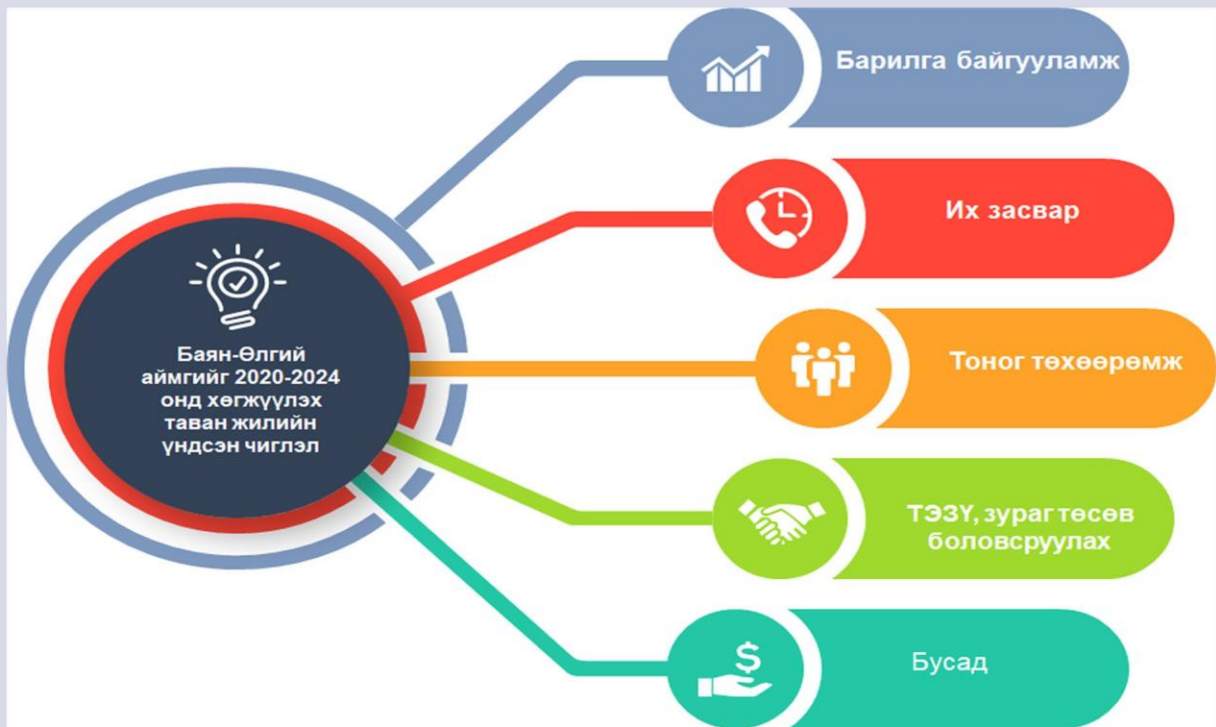 Барилга байгууламж
Их засвар
Баян-Өлгий
аймгийг 2020-2024
онд хөгжүүлэх
таван жилийн
үндсэн чиглэл
Тоног төхөөрөмж
ТЭЗҮ, зураг төсөв
боловсруулах
$
Бусад